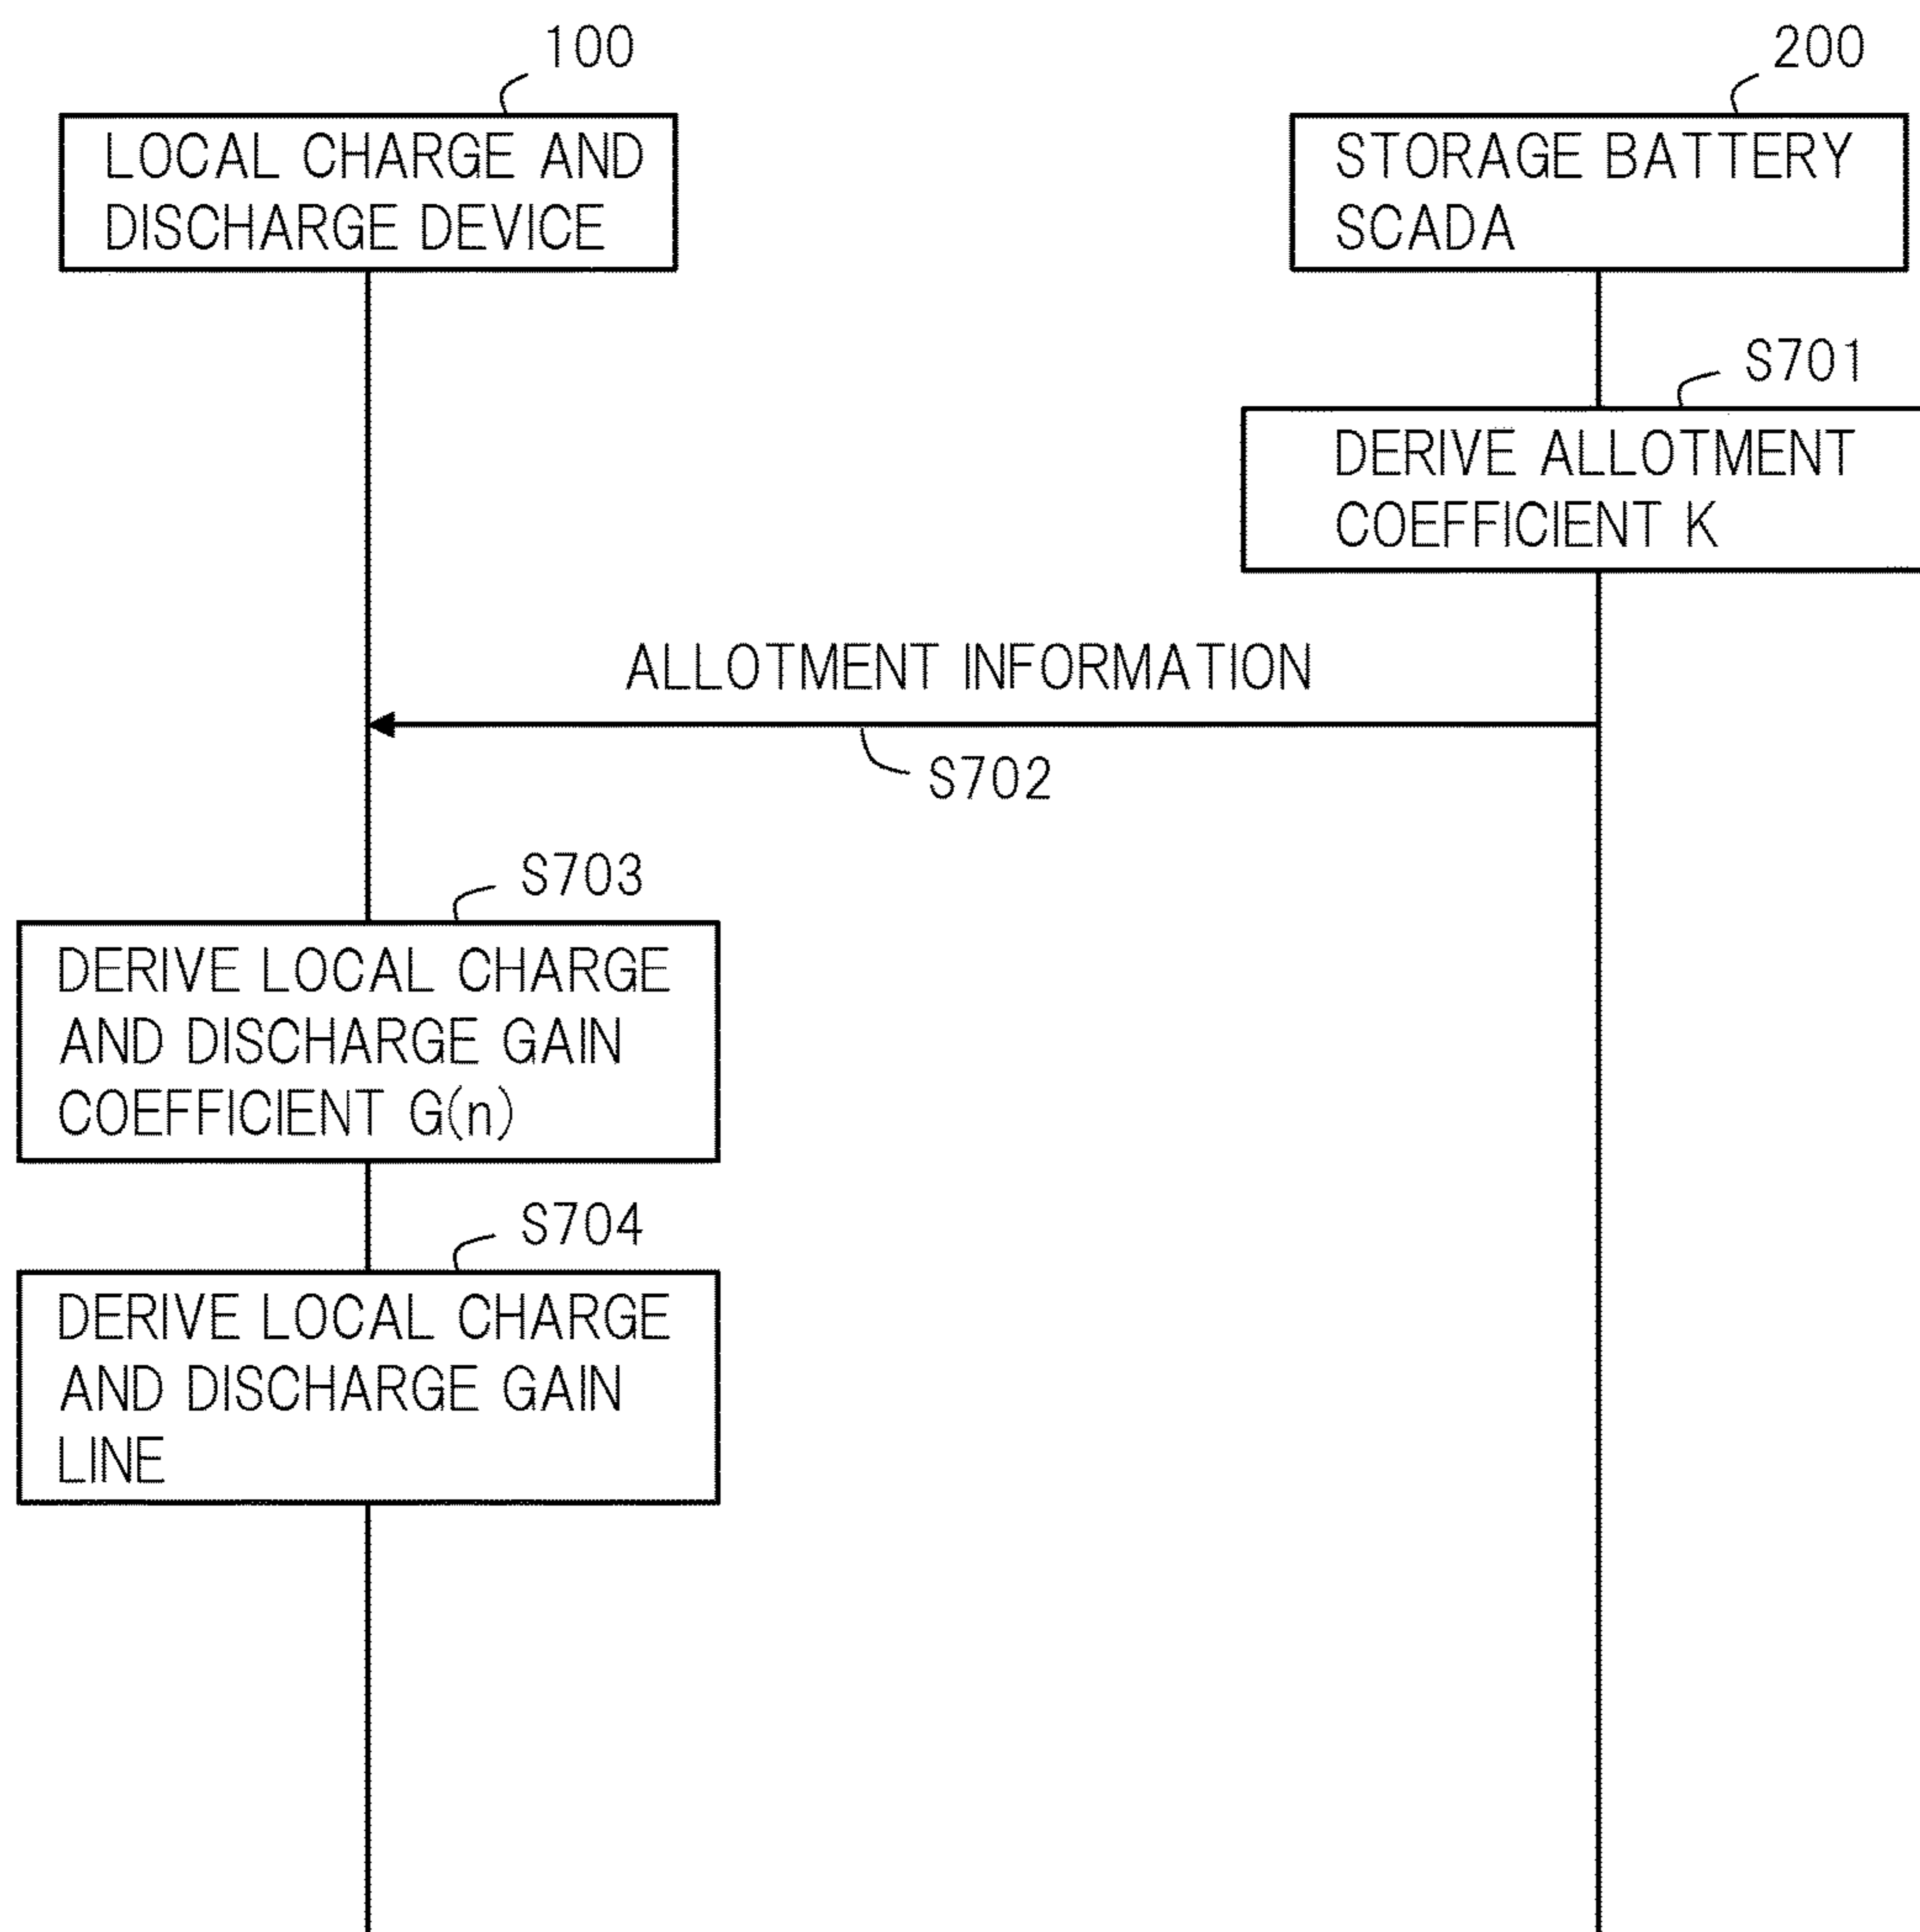 100
LOCAL CHARGE AND
DISCHARGE DEVICE
200
STORAGE BATTERY
SCADA
S701
DERIVE ALLOTMENT
COEFFICIENT K
ALLOTMENT INFORMATION
S702
S703
DERIVE LOCAL CHARGE
AND DISCHARGE GAIN
COEFFICIENT G(n)
S704
DERIVE LOCAL CHARGE
AND DISCHARGE GAIN
LINE